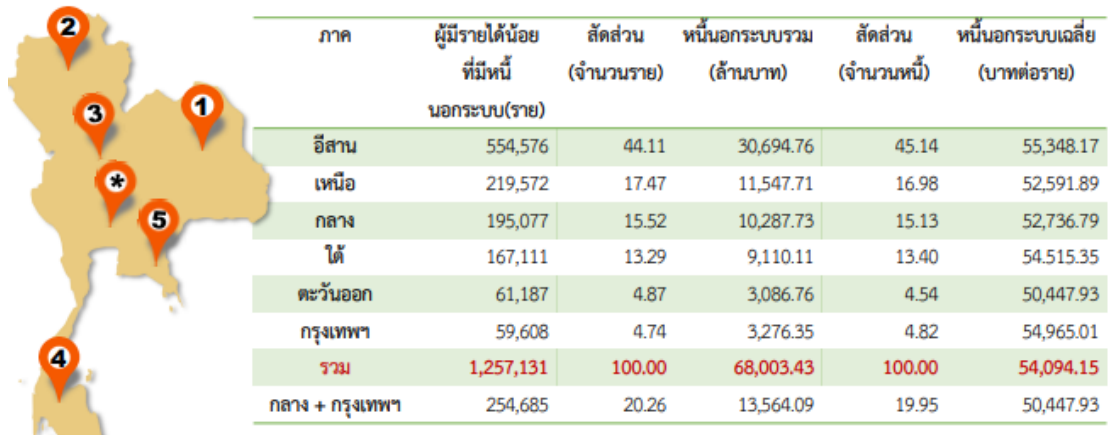 2
3
1
*
5
4
ภาค ผู้มีรายได้น้อย สัดส่วน หนี้นอกระบบรวม สัดส่วน หนี้นอกระบบเฉลี่ย
ที่มีหนี้ (จำนวนราย) (ล้านบาท) (จำนวนหนี้) (บาทต่อราย)
นอกระบบ(ราย)
อีสาน 554,576 44.11 30,694.76 45.14 55,348.17
เหนือ 219,572 17.47 11,547.71 16.98 52,591.89
กลาง 195,077 15.52 10,287.73 15.13 52,736.79
ใต้ 167,111 13.29 9,110.11 13.40 54.515.35
ตะวันออก 61,187 4.87 3,086.76 4.54 50,447.93
กรุงเทพฯ 59,608 4.74 3,276.35 4.82 54,965.01
รวม 1,257,131 100.00 68,003.43 100.00 54,094.15
กลาง + กรุงเทพฯ 254,685 20.26 13,564.09 19.95 50,447.93